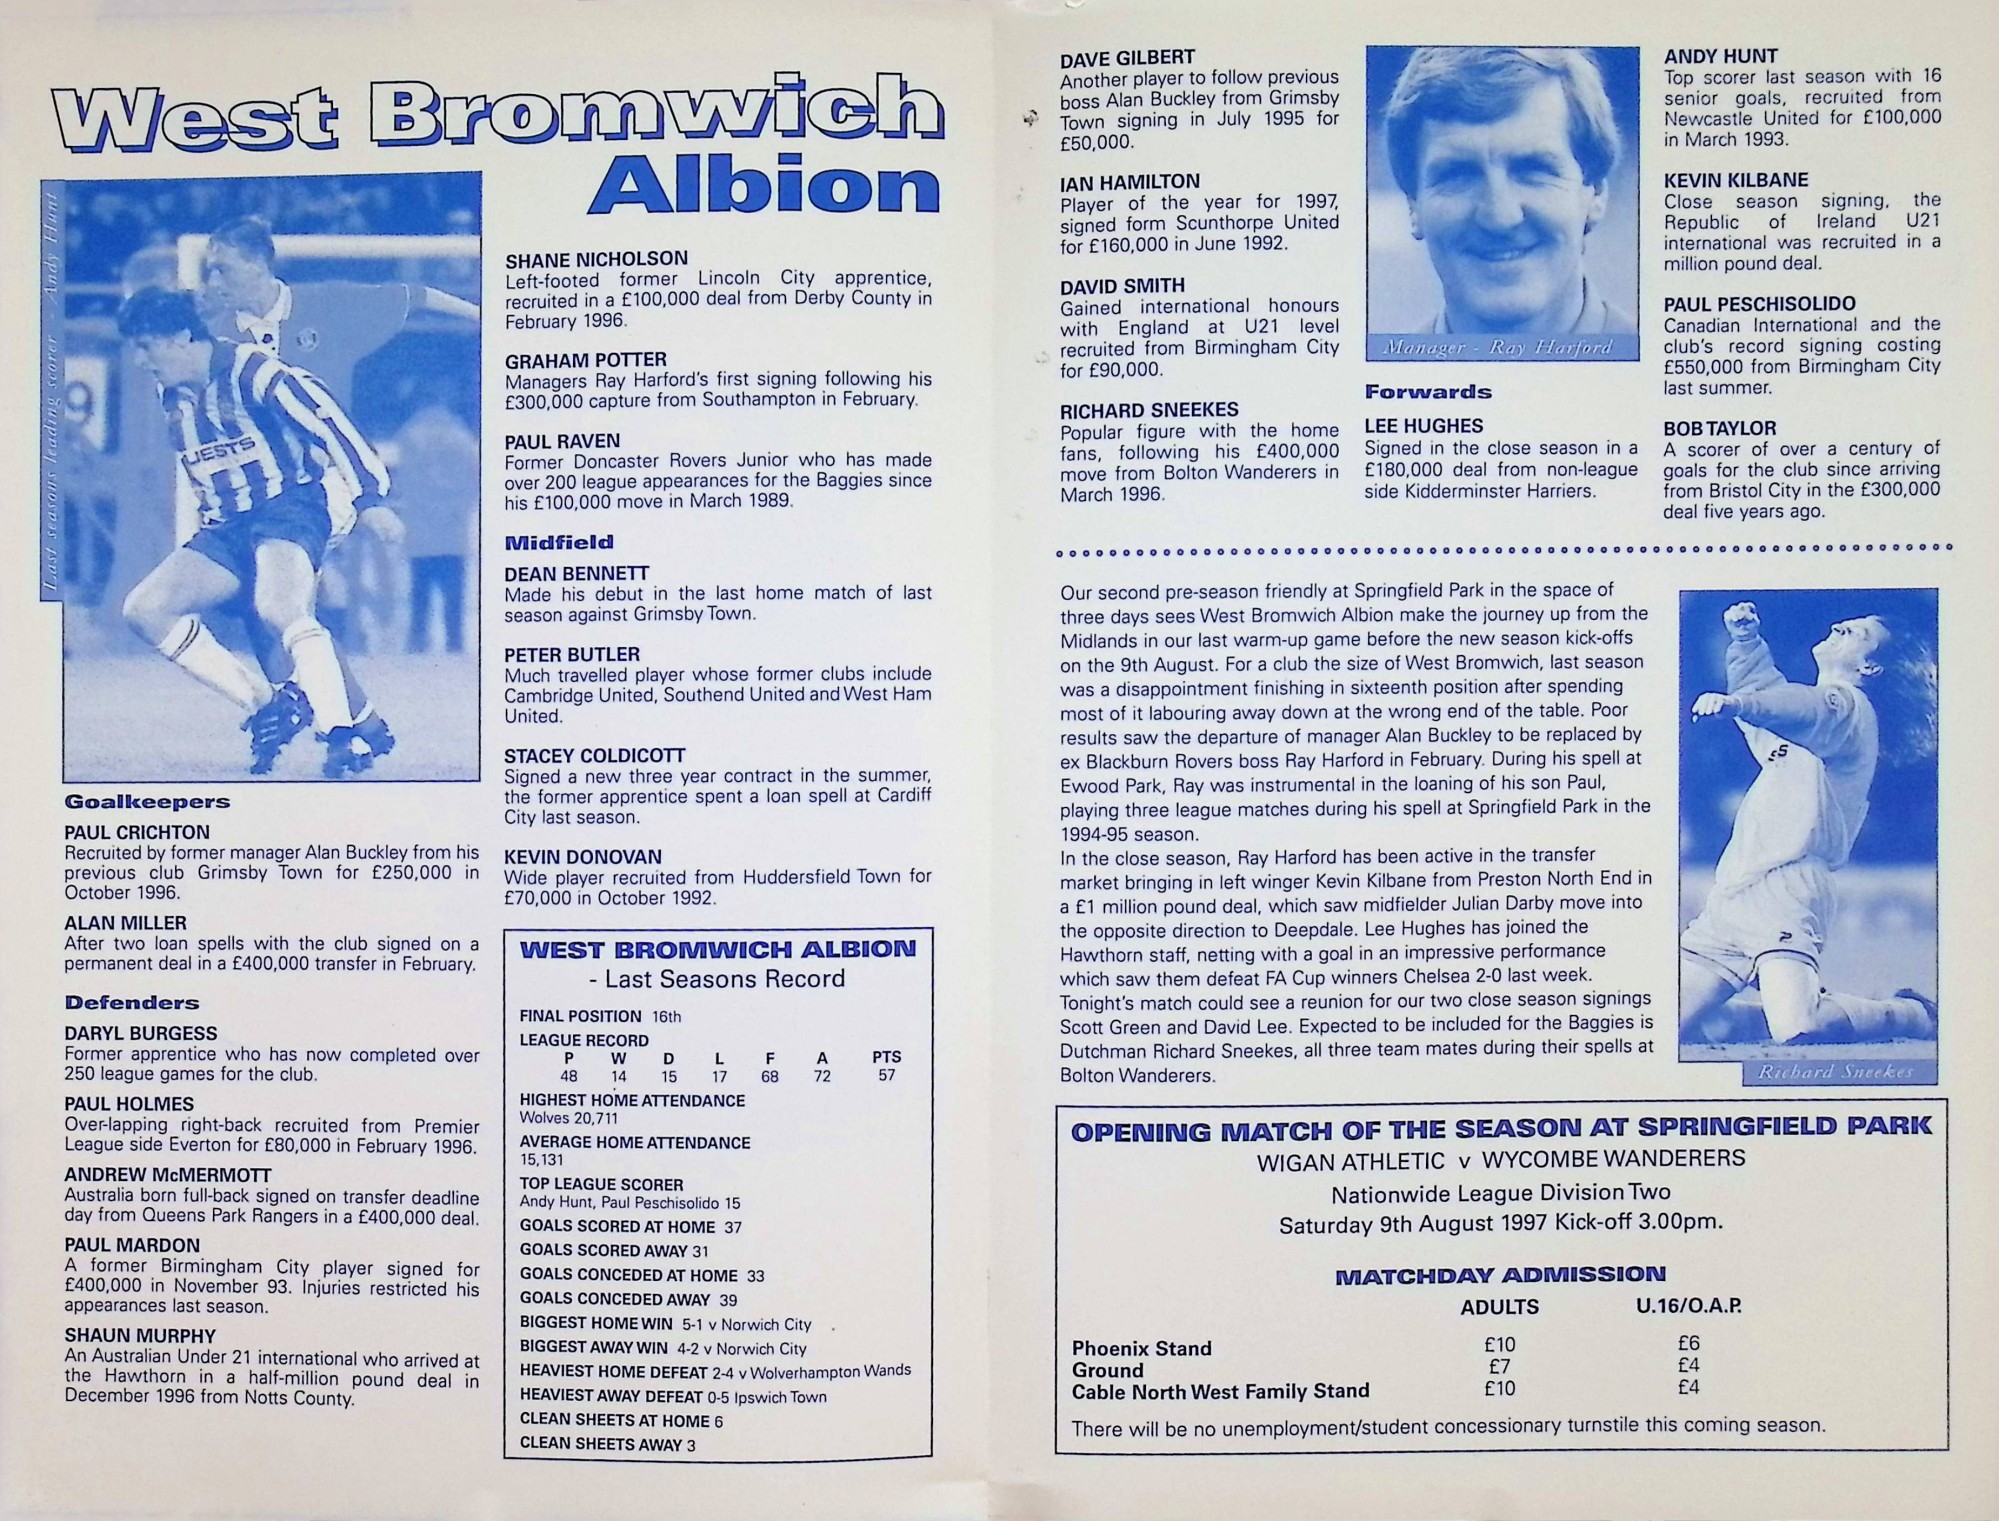 West Bromwich
Albion
Last seasons leading scorer - Andy Hunt
UESTS
9
Goalkeepers
PAUL CRICHTON
Recruited by former manager Alan Buckley from his
previous club Grimsby Town for £250,000 in
October 1996.
ALAN MILLER
After two loan spells with the club signed on a
permanent deal in a £400,000 transfer in February.
Defenders
DARYL BURGESS
Former apprentice who has now completed over
250 league games for the club.
PAUL HOLMES
Over-lapping right-back recruited from Premier
League side Everton for £80,000 in February 1996.
ANDREW McMERMOTT
Australia born full-back signed on transfer deadline
day from Queens Park Rangers in a £400,000 deal.
PAUL MARDON
A former Birmingham City player signed for
£400,000 in November 93. Injuries restricted his
appearances last season.
SHAUN MURPHY
An Australian Under 21 international who arrived at
the Hawthorn in a half-million pound deal in
December 1996 from Notts County.
SHANE NICHOLSON
Left-footed former Lincoln City apprentice,
recruited in a £100,000 deal from Derby County in
February 1996.
GRAHAM POTTER
Managers Ray Harford's first signing following his
£300,000 capture from Southampton in February.
PAUL RAVEN
Former Doncaster Rovers Junior who has made
over 200 league appearances for the Baggies since
his £100,000 move in March 1989.
Midfield
DEAN BENNETT
Made his debut in the last home match of last
season against Grimsby Town.
PETER BUTLER
Much travelled player whose former clubs include
Cambridge United, Southend United and West Ham
United.
STACEY COLDICOTT
Signed a new three year contract in the summer,
the former apprentice spent a loan spell at Cardiff
City last season.
KEVIN DONOVAN
Wide player recruited from Huddersfield Town for
£70,000 in October 1992.
WEST BROMWICH ALBION
- Last Seasons Record
FINAL POSITION 16th
LEAGUE RECORD
P W D L F A PTS
48 14 15 17 68 72 57
HIGHEST HOME ATTENDANCE
Wolves 20,711
AVERAGE HOME ATTENDANCE
15,131
TOP LEAGUE SCORER
Andy Hunt, Paul Peschisolido 15
GOALS SCORED AT HOME 37
GOALS SCORED AWAY 31
GOALS CONCEDED AT HOME 33
GOALS CONCEDED AWAY 39
BIGGEST HOME WIN 5-1 v Norwich City
BIGGEST AWAY WIN 4-2 v Norwich City
HEAVIEST HOME DEFEAT 2-4 v Wolverhampton Wands
HEAVIEST AWAY DEFEAT 0-5 Ipswich Town
CLEAN SHEETS AT HOME 6
CLEAN SHEETS AWAY 3
DAVE GILBERT
Another player to follow previous
boss Alan Buckley from Grimsby
Town signing in July 1995 for
£50,000.
IAN HAMILTON
Player of the year for 1997,
signed form Scunthorpe United
for £160,000 in June 1992.
DAVID SMITH
Gained international honours
with England at U21 level
recruited from Birmingham City
for £90,000.
RICHARD SNEEKES
Popular figure with the home
fans, following his £400,000
move from Bolton Wanderers in
March 1996.
Manager - Ray Harford
Forwards
LEE HUGHES
Signed in the close season in a
£180,000 deal from non-league
side Kidderminster Harriers.
ANDY HUNT
Top scorer last season with 16
senior goals, recruited from
Newcastle United for £100,000
in March 1993.
KEVIN KILBANE
Close season signing, the
Republic of Ireland U21
international was recruited in a
million pound deal.
PAUL PESCHISOLIDO
Canadian International and the
club's record signing costing
£550,000 from Birmingham City
last summer.
BOB TAYLOR
A scorer of over a century of
goals for the club since arriving
from Bristol City in the £300,000
deal five years ago.
Our second pre-season friendly at Springfield Park in the space of
three days sees West Bromwich Albion make the journey up from the
Midlands in our last warm-up game before the new season kick-offs
on the 9th August. For a club the size of West Bromwich, last season
was a disappointment finishing in sixteenth position after spending
most of it labouring away down at the wrong end of the table. Poor
results saw the departure of manager Alan Buckley to be replaced by
ex Blackburn Rovers boss Ray Harford in February. During his spell at
Ewood Park, Ray was instrumental in the loaning of his son Paul,
playing three league matches during his spell at Springfield Park in the
1994-95 season.
In the close season, Ray Harford has been active in the transfer
market bringing in left winger Kevin Kilbane from Preston North End in
a £1 million pound deal, which saw midfielder Julian Darby move into
the opposite direction to Deepdale. Lee Hughes has joined the
Hawthorn staff, netting with a goal in an impressive performance
which saw them defeat FA Cup winners Chelsea 2-0 last week.
Tonight's match could see a reunion for our two close season signings
Scott Green and David Lee. Expected to be included for the Baggies is
Dutchman Richard Sneekes, all three team mates during their spells at
Bolton Wanderers.
Richard Sneekes
OPENING MATCH OF THE SEASON AT SPRINGFIELD PARK
WIGAN ATHLETIC v WYCOMBE WANDERERS
Nationwide League Division Two
Saturday 9th August 1997 Kick-off 3.00pm.
MATCHDAY ADMISSION
ADULTS U.16/O.A.P.
Phoenix Stand £10 £6
Ground £7 £4
Cable North West Family Stand £10 £4
There will be no unemployment/student concessionary turnstile this coming season.